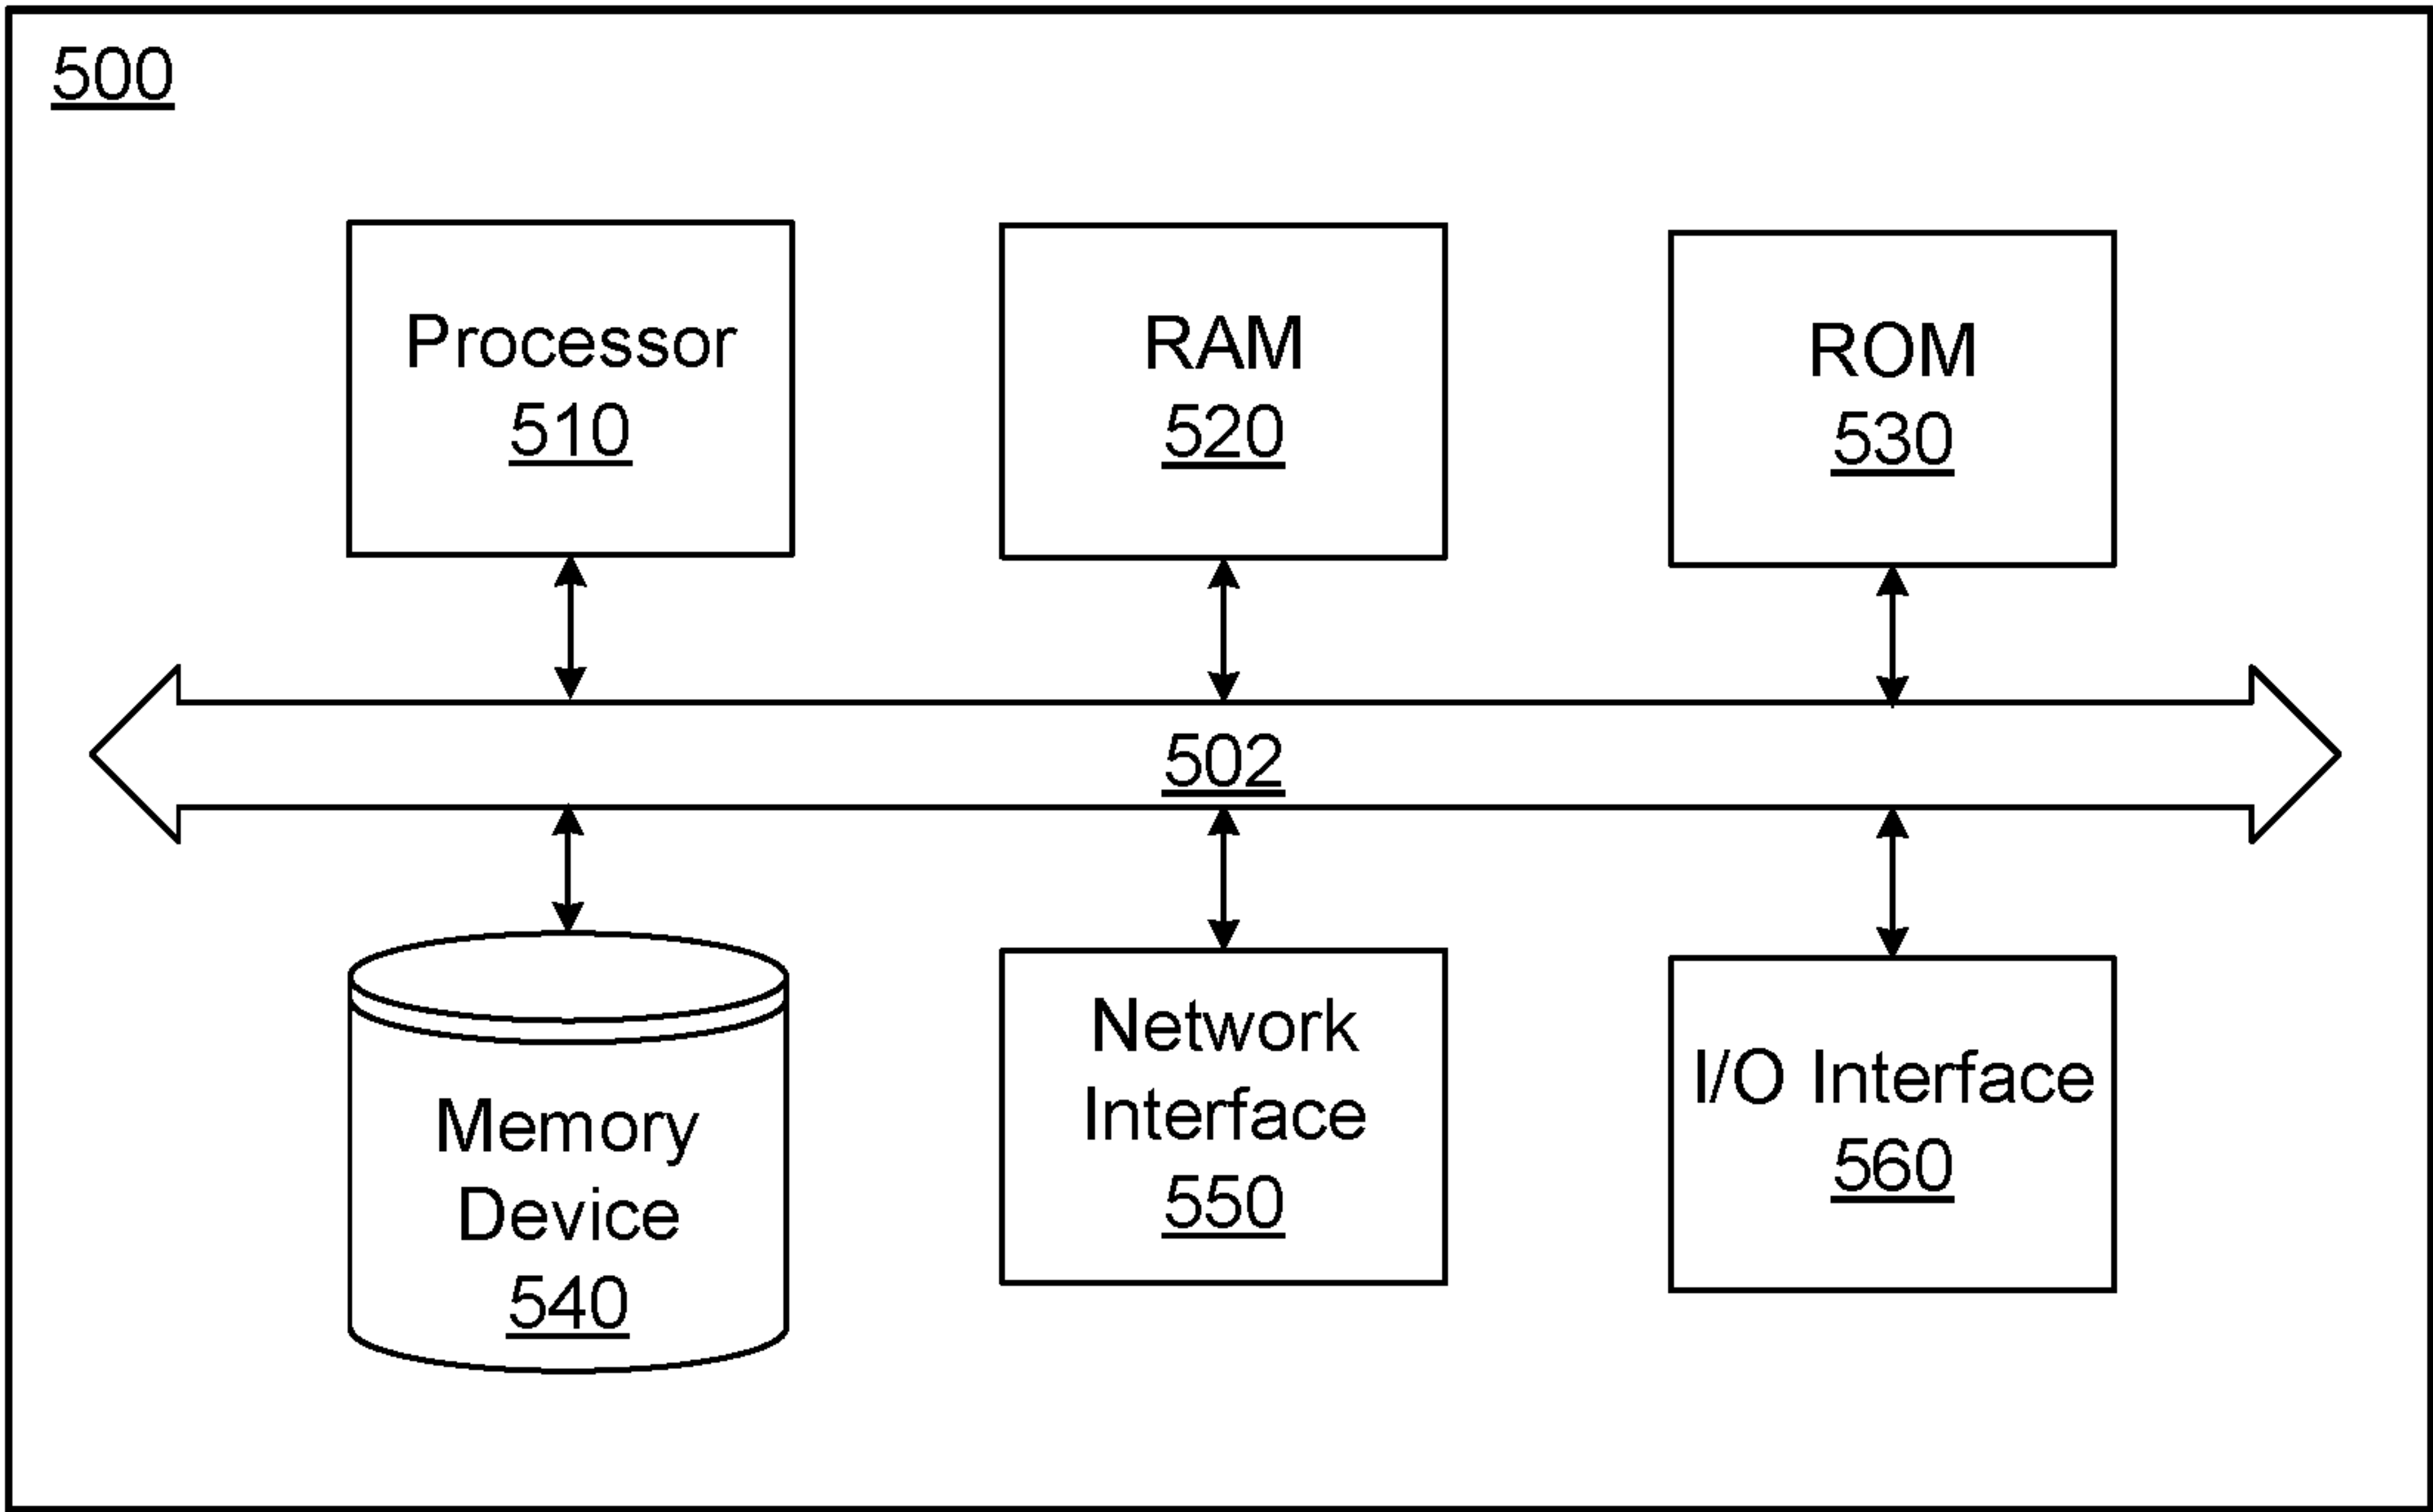 500
Processor
510
RAM
520
ROM
530
502
Memory
Device
540
Network
Interface
550
I/O Interface
560